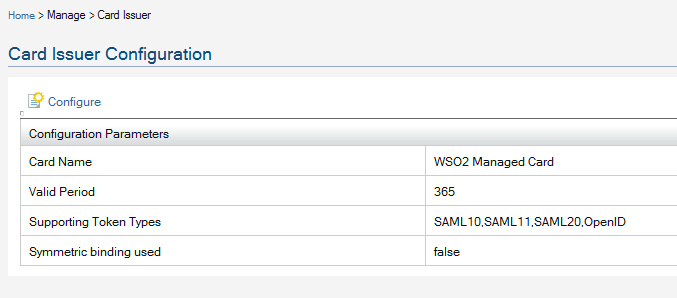 Home > Manage > Card Issuer
Card Issuer Configuration
Configure
Configuration Parameters
Card Name WSO2 Managed Card
Valid Period 365
Supporting Token Types SAML10,SAML11,SAML20,OpenID
Symmetric binding used false